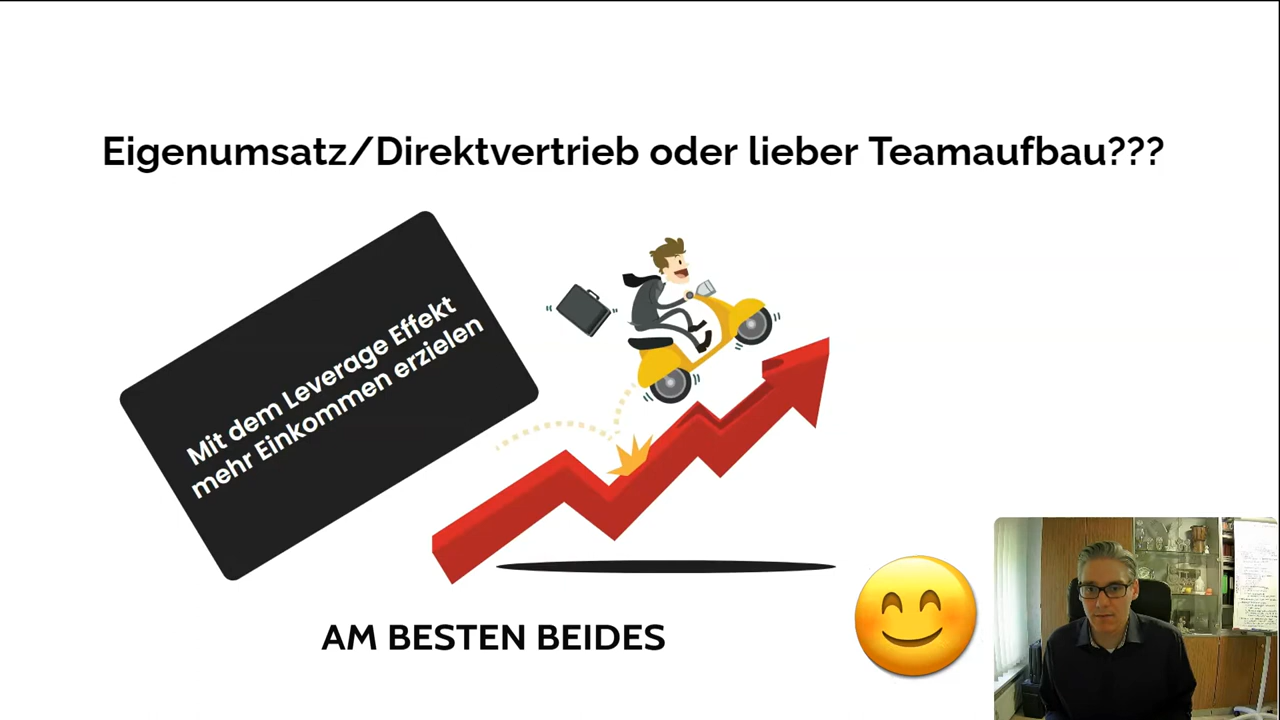 Eigenumsatz/Direktvertrieb oder lieber Teamaufbau???
Mit dem Leverage Effekt
mehr Einkommen erzielen
AM BESTEN BEIDES